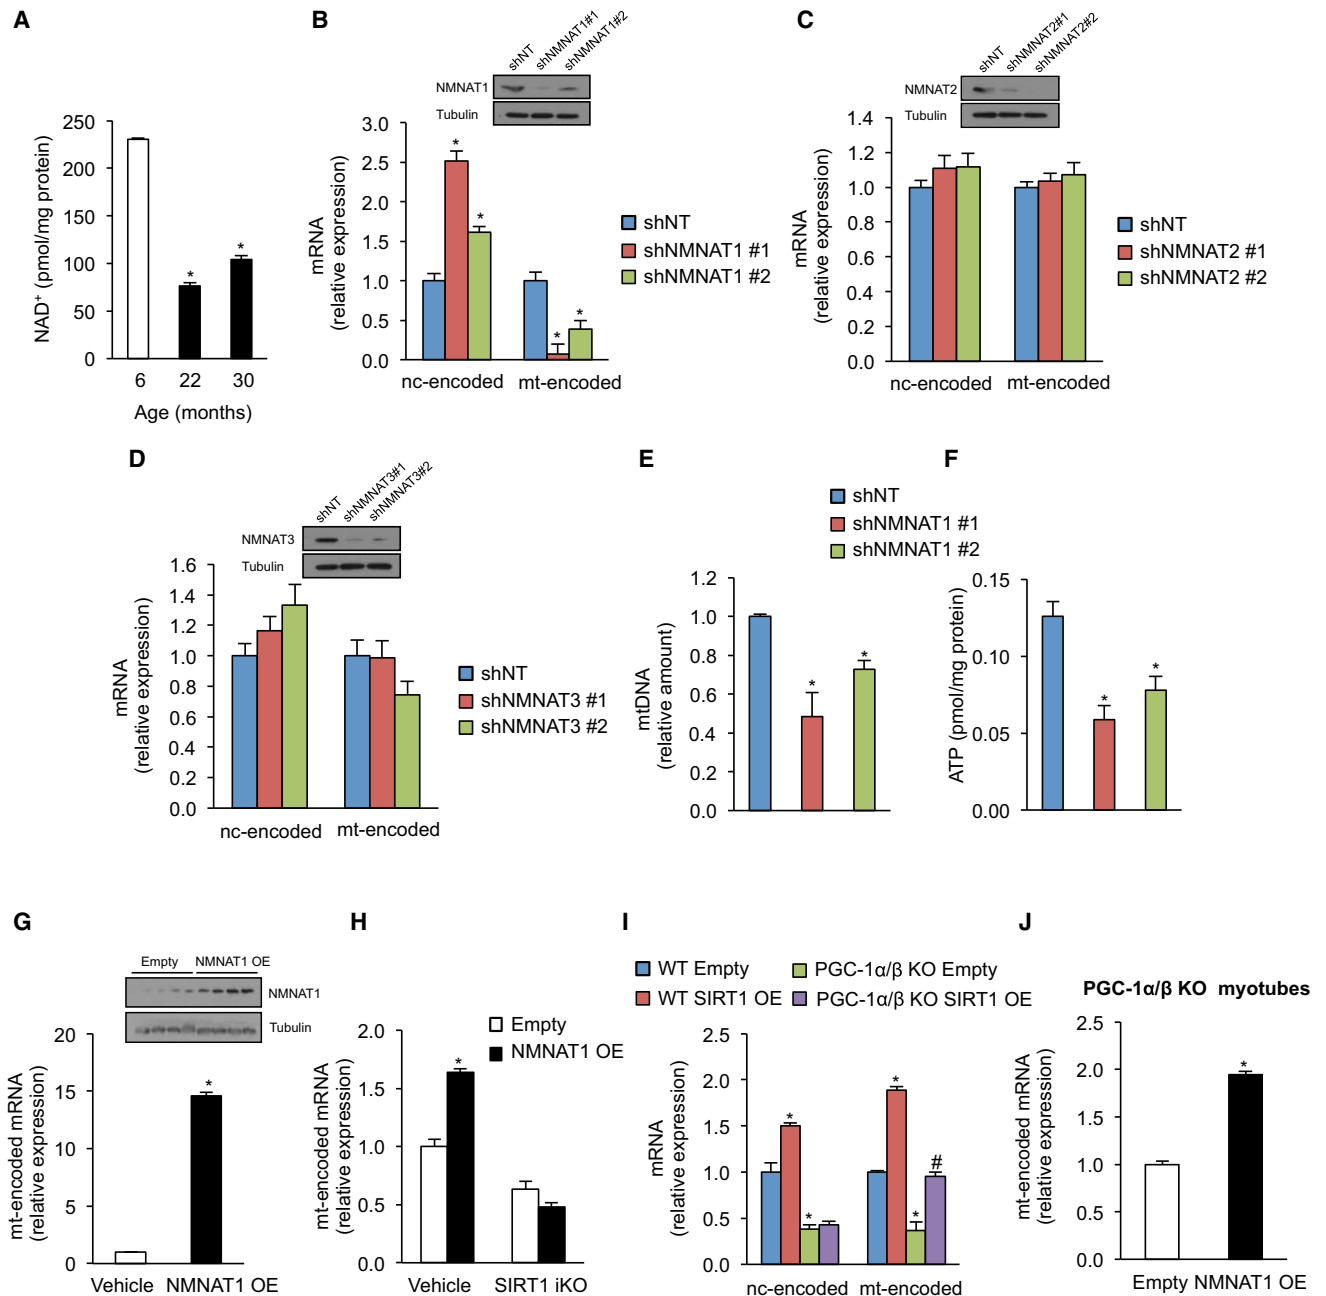 A
NAD+ (pmol/mg protein)
250
200
150
100
50
0
*
*
6 22 30
Age (months)
B
shNT
shNMNAT1#1
shNMNAT1#2
NMNAT1
Tubulin
mRNA
(relative expression)
3.0
2.5
2.0
1.5
1.0
0.5
0.0
*
*
*
*
nc-encoded mt-encoded
shNT
shNMNAT1 #1
shNMNAT1 #2
C
shNT
shNMNAT2#1
shNMNAT2#2
NMNAT2
Tubulin
mRNA
(relative expression)
1.4
1.2
1.0
0.8
0.6
0.4
0.2
0.0
nc-encoded mt-encoded
shNT
shNMNAT2 #1
shNMNAT2 #2
D
shNT
shNMNAT3#1
shNMNAT3#2
NMNAT3
Tubulin
mRNA
(relative expression)
1.6
1.4
1.2
1.0
0.8
0.6
0.4
0.2
0.0
nc-encoded mt-encoded
shNT
shNMNAT3 #1
shNMNAT3 #2
E
shNT
shNMNAT1 #1
shNMNAT1 #2
mtDNA
(relative amount)
1.2
1.0
0.8
0.6
0.4
0.2
0.0
*
*
F
ATP (pmol/mg protein)
0.15
0.10
0.05
0.00
*
*
G
Empty NMNAT1 OE
NMNAT1
Tubulin
mt-encoded mRNA
(relative expression)
20
15
10
5
0
*
Vehicle NMNAT1 OE
H
Empty
NMNAT1 OE
mt-encoded mRNA
(relative expression)
2.0
1.5
1.0
0.5
0.0
*
Vehicle SIRT1 iKO
I
WT Empty
WT SIRT1 OE
PGC-1α/β KO Empty
PGC-1α/β KO SIRT1 OE
mRNA
(relative expression)
2.5
2.0
1.5
1.0
0.5
0.0
*
*
*
*
#
nc-encoded mt-encoded
J
PGC-1α/β KO myotubes
mt-encoded mRNA
(relative expression)
2.5
2.0
1.5
1.0
0.5
0.0
*
Empty NMNAT1 OE